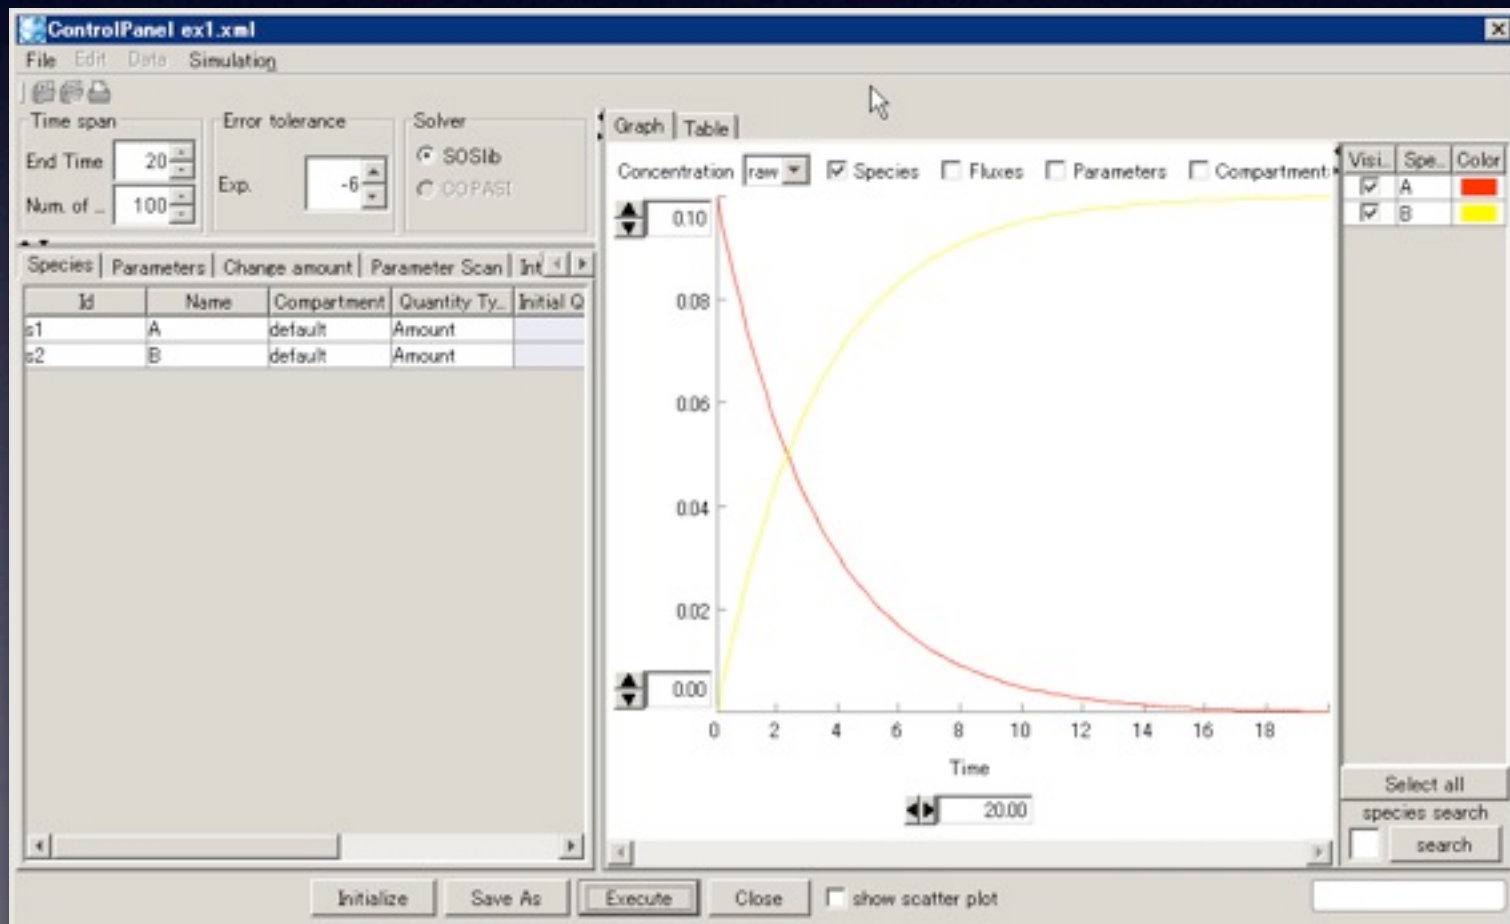 ControlPanel ex1.xml
File Edit Data Simulation
Time span
Error tolerance
Solver
End Time 20
Num. of ... 100
Exp. -6
SOSlib
COPASI
Species Parameters Change amount Parameter Scan Int
Id Name Compartment Quantity Ty... Initial Q
s1 A default Amount
s2 B default Amount
Graph Table
Concentration raw Species Fluxes Parameters Compartment
0.10
0.08
0.06
0.04
0.02
0.00
0 2 4 6 8 10 12 14 16 18
Time
20.00
Visi... Spe... Color
A
B
Select all
species search
search
Initialize Save As Execute Close show scatter plot